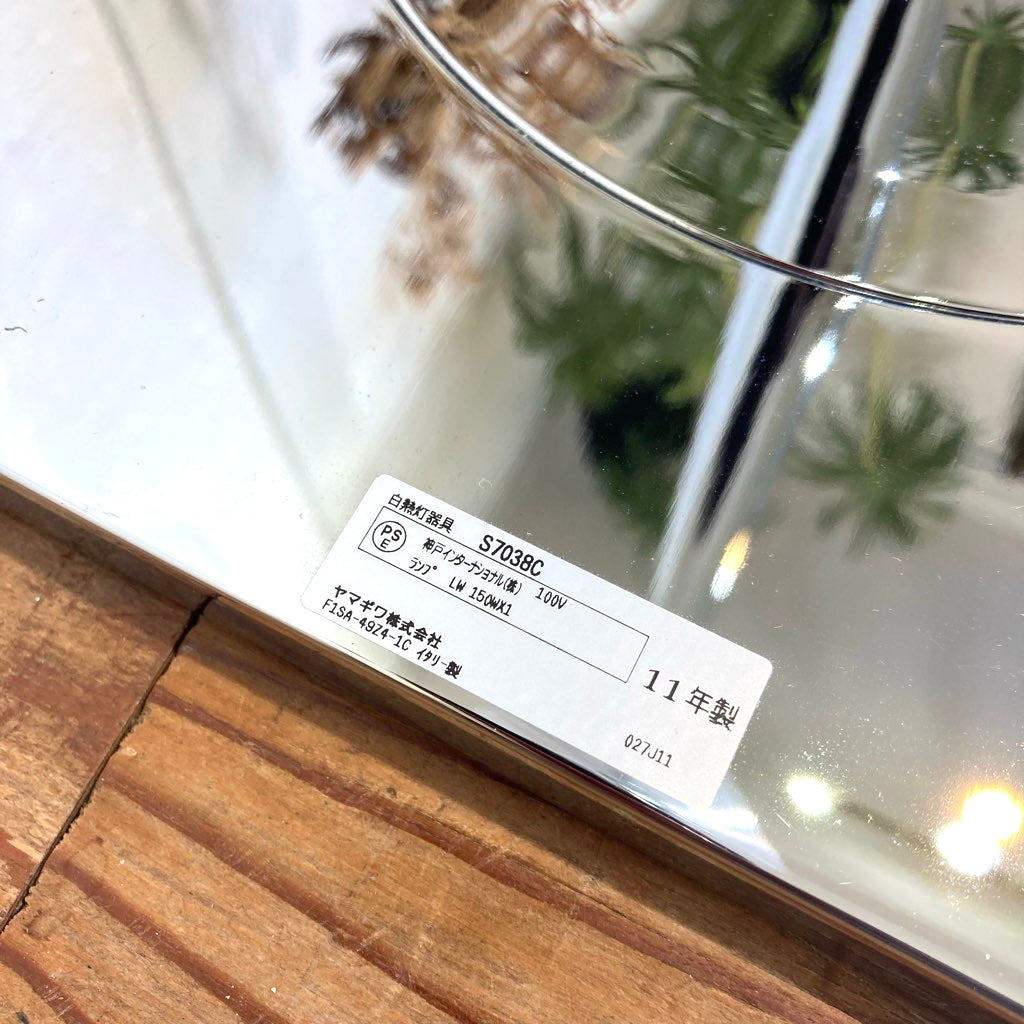 白熱灯器具 S7038C
PS
E
神戸インターナショナル(株) 100V
ランプ LW 150WX1
ヤマギワ株式会社
F1SA-49Z4-1C イタリー製
11年製
027J11